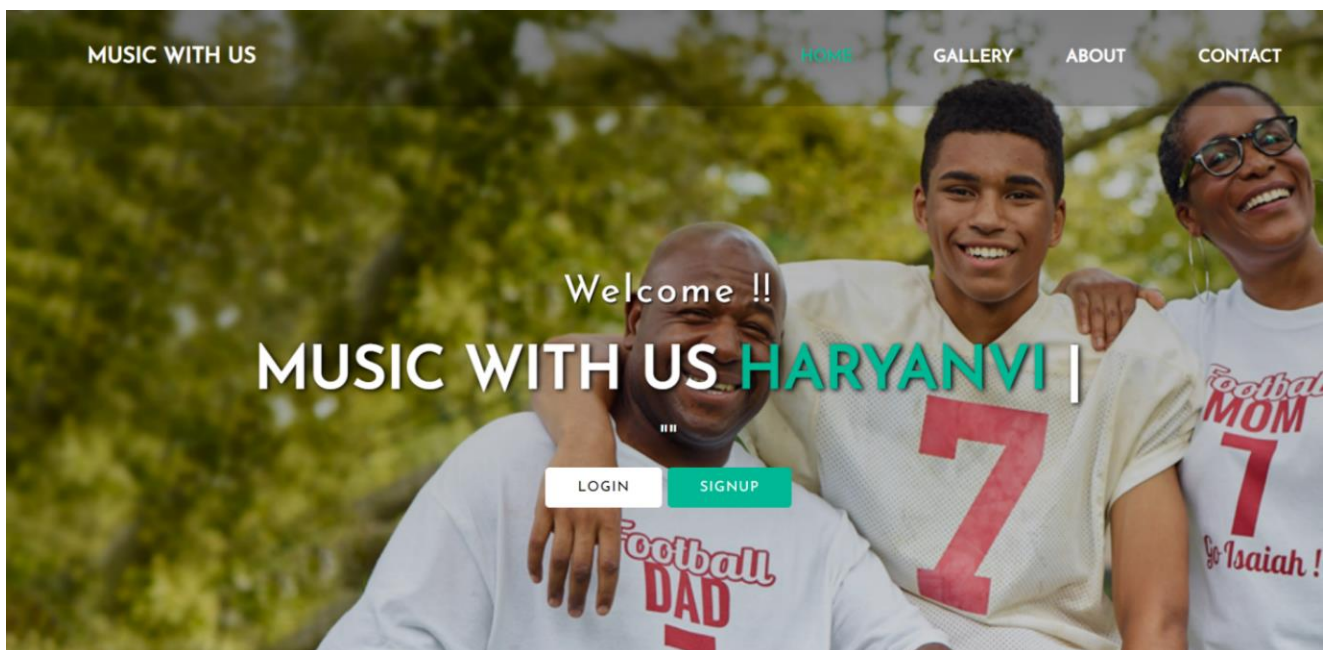 MUSIC WITH US HOME GALLERY ABOUT CONTACT
Welcome !!
MUSIC WITH US HARYANVI |
""
LOGIN SIGNUP
Football
DAD
7
Football
MOM
7
Go Isaiah !